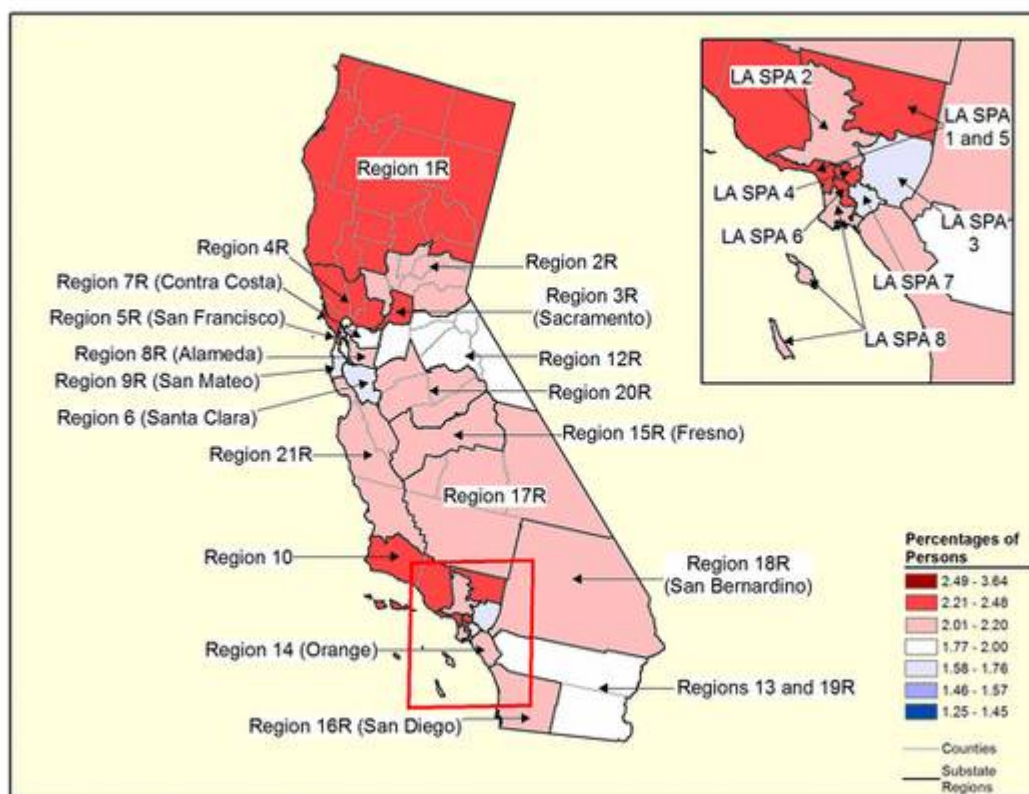 Region 1R
Region 4R
Region 7R (Contra Costa)
Region 5R (San Francisco)
Region 8R (Alameda)
Region 9R (San Mateo)
Region 6 (Santa Clara)
Region 21R
Region 10
Region 14 (Orange)
Region 16R (San Diego)
Region 2R
Region 3R
(Sacramento)
Region 12R
Region 20R
Region 15R (Fresno)
Region 17R
Region 18R
(San Bernardino)
Regions 13 and 19R
LA SPA 2
LA SPA
1 and 5
LA SPA 4
LA SPA
3
LA SPA 6
LA SPA 7
LA SPA 8
Percentages of
Persons
2.49 - 3.64
2.21 - 2.48
2.01 - 2.20
1.77 - 2.00
1.58 - 1.76
1.46 - 1.57
1.25 - 1.45
Counties
Substate
Regions